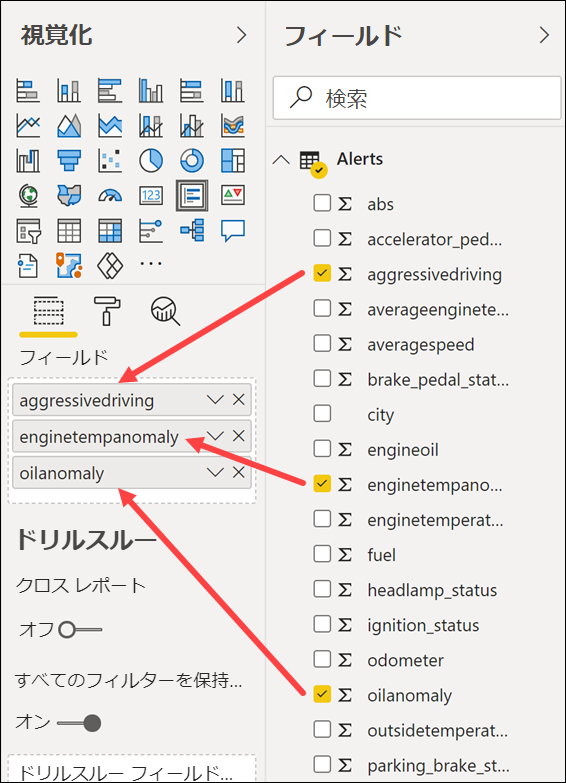 視覚化
123
フィールド
aggressivedriving
enginetempanomaly
oilanomaly
ドリルスルー
クロス レポート
オフ
すべてのフィルターを保持...
オン
ドリルスルー フィールド...
フィールド
検索
Alerts
abs
accelerator_ped...
aggressivedriving
averageenginete...
averagespeed
brake_pedal_stat...
city
engineoil
enginetempano...
enginetemperat...
fuel
headlamp_status
ignition_status
odometer
oilanomaly
outsidetemperat...
parking_brake_st...